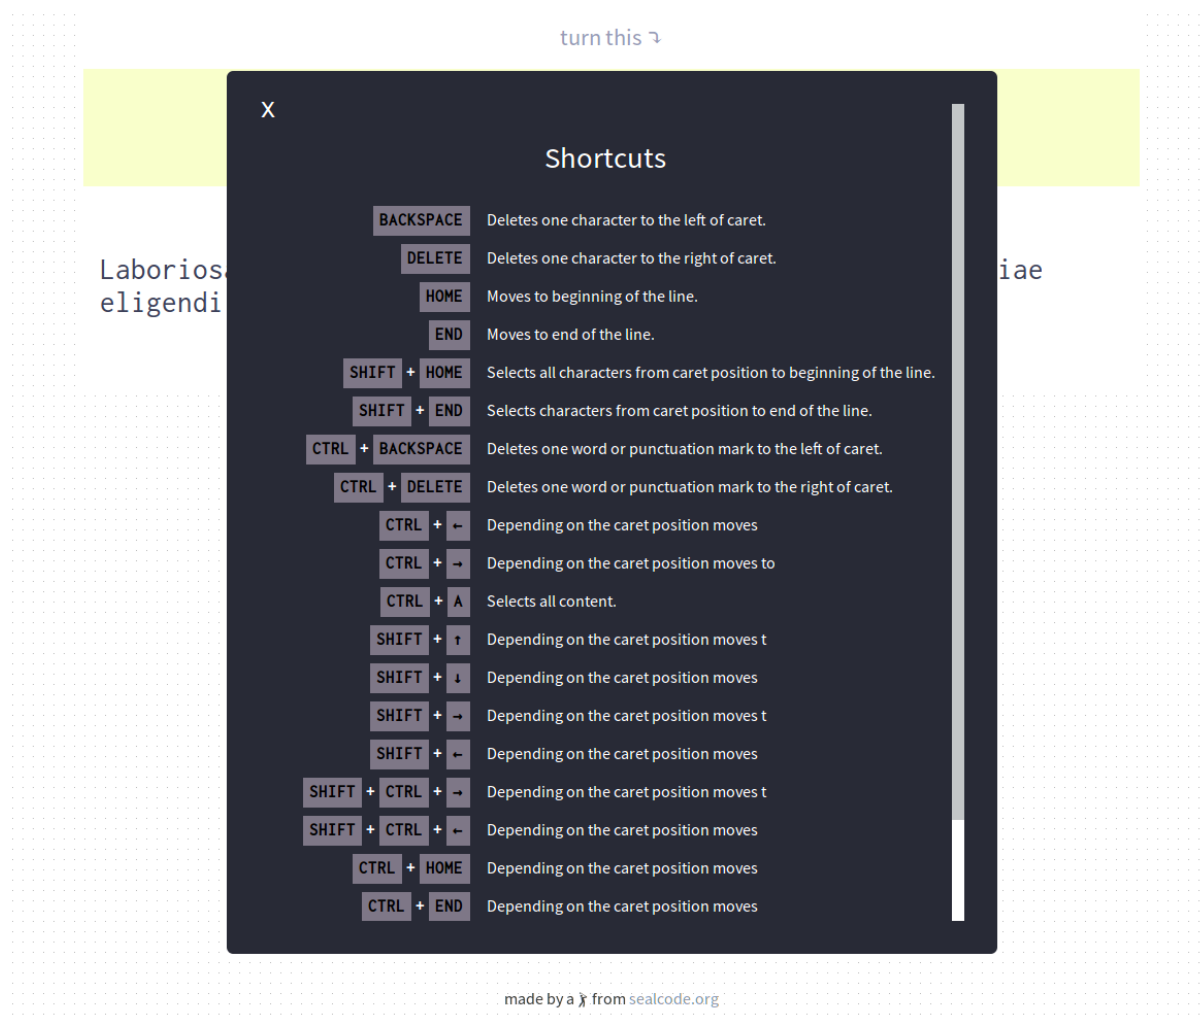 turn this ⤵
X
Shortcuts
BACKSPACE Deletes one character to the left of caret.
DELETE Deletes one character to the right of caret.
HOME Moves to beginning of the line.
END Moves to end of the line.
SHIFT + HOME Selects all characters from caret position to beginning of the line.
SHIFT + END Selects characters from caret position to end of the line.
CTRL + BACKSPACE Deletes one word or punctuation mark to the left of caret.
CTRL + DELETE Deletes one word or punctuation mark to the right of caret.
CTRL + ← Depending on the caret position moves
CTRL + → Depending on the caret position moves to
CTRL + A Selects all content.
SHIFT + ↑ Depending on the caret position moves t
SHIFT + ↓ Depending on the caret position moves
SHIFT + → Depending on the caret position moves t
SHIFT + ← Depending on the caret position moves
SHIFT + CTRL + → Depending on the caret position moves t
SHIFT + CTRL + ← Depending on the caret position moves
CTRL + HOME Depending on the caret position moves
CTRL + END Depending on the caret position moves
eligendi
made by a from sealcode.org